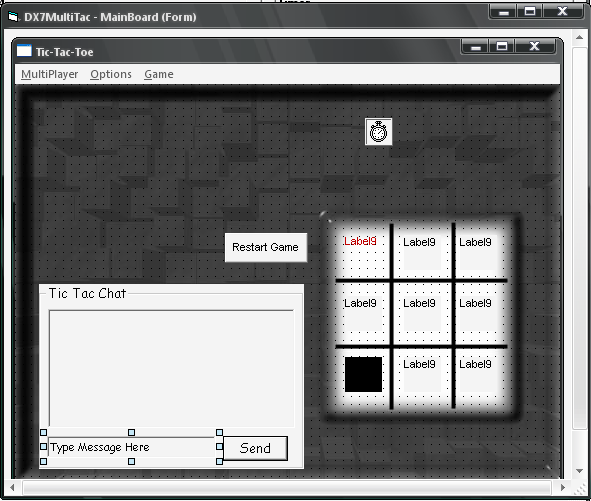 DX7MultiTac - MainBoard (Form)
Tic-Tac-Toe
MultiPlayer Options Game
Restart Game
Label9 Label9 Label9
Tic Tac Chat
Label9 Label9 Label9
Label9 Label9
Type Message Here
Send